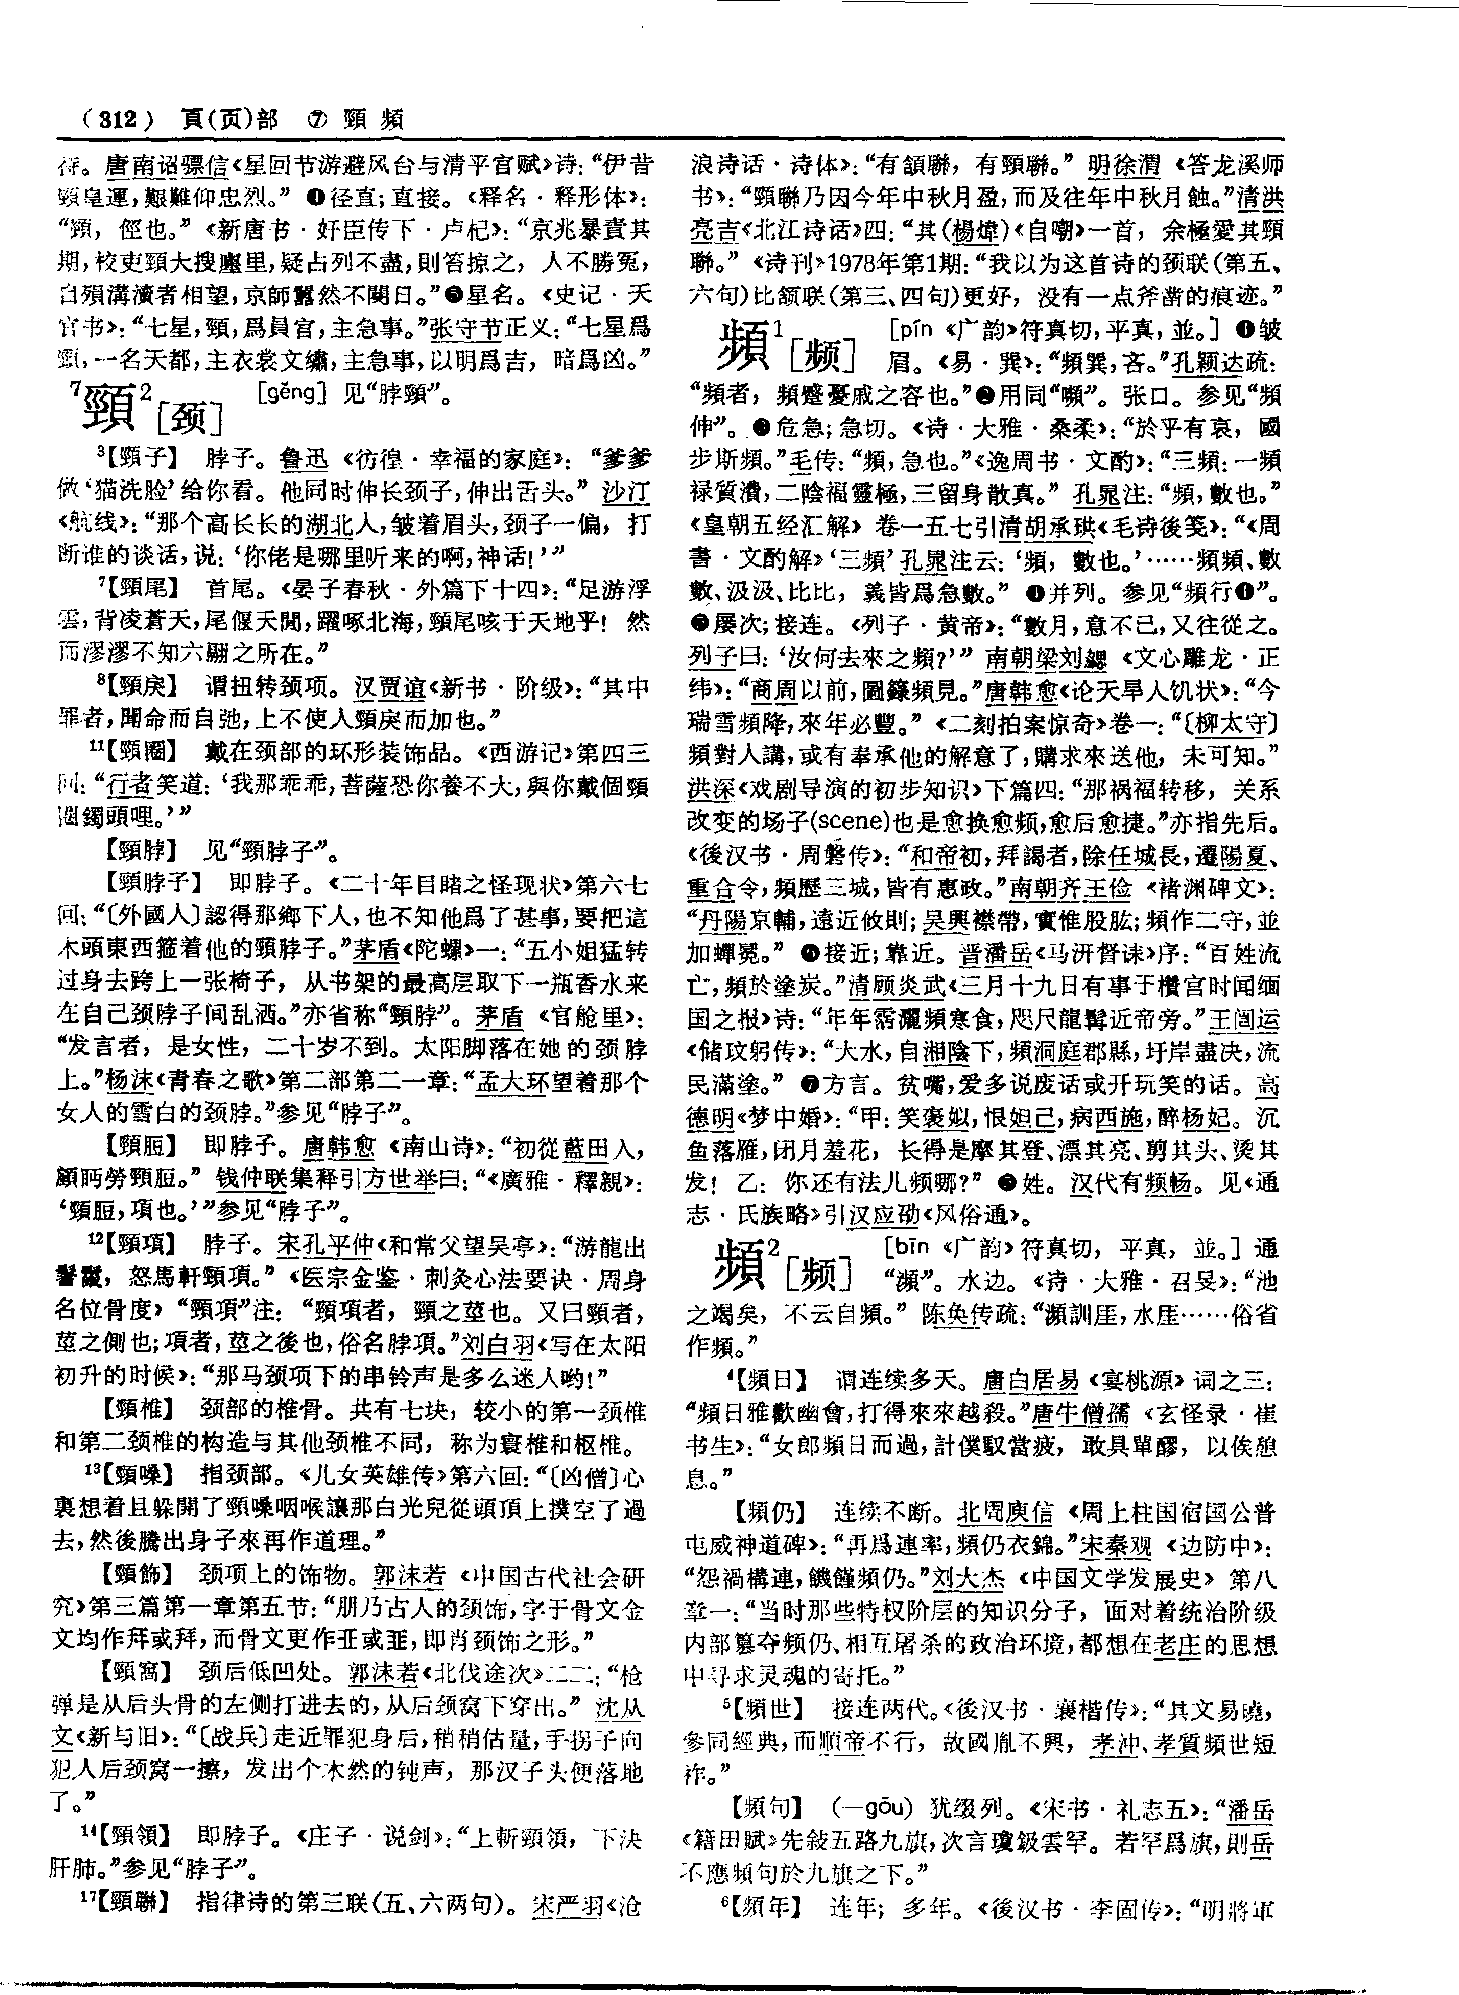 (312) 頁(页)部 ⑦ 頸 頻
待。唐南诏骠信《星回节游避风台与清平官赋》诗：“伊昔
頸皇運，艱難仰忠烈。” ❹径直；直接。《释名·释形体》：
“頸，俓也。”《新唐书·奸臣传下·卢杞》：“京兆暴責其
期，校吏頸大搜廛里，疑占列不盡，則笞掠之，人不勝冤，
自殞溝瀆者相望，京師囂然不闋日。”❺星名。《史记·天
官书》：“七星，頸，爲員宫，主急事。”张守节正义：“七星爲
頸，一名天都，主衣裳文繡，主急事，以明爲吉，暗爲凶。”
⁷頸²[颈] [gěng] 见“脖頸”。
³【頸子】 脖子。鲁迅《彷徨·幸福的家庭》：“爹爹
做‘猫洗脸’给你看。他同时伸长颈子，伸出舌头。”沙汀
《航线》：“那个高长长的湖北人，皱着眉头，颈子一偏，打
断谁的谈话，说：‘你佬是哪里听来的啊，神话！’”
⁷【頸尾】 首尾。《晏子春秋·外篇下十四》：“足游浮
雲，背凌蒼天，尾偃天間，躍啄北海，頸尾咳于天地乎！然
而漻漻不知六翮之所在。”
⁸【頸戾】 谓扭转颈项。汉贾谊《新书·阶级》：“其中
罪者，聞命而自弛，上不使人頸戾而加也。”
¹¹【頸圈】 戴在颈部的环形装饰品。《西游记》第四三
回：“行者笑道：‘我那乖乖，菩薩恐你養不大，與你戴個頸
圈鐲頭哩。’”
【頸脖】 见“頸脖子”。
【頸脖子】 即脖子。《二十年目睹之怪现状》第六七
回：“〔外國人〕認得那鄉下人，也不知他爲了甚事，要把這
木頭東西箍着他的頸脖子。”茅盾《陀螺》一：“五小姐猛转
过身去跨上一张椅子，从书架的最高层取下一瓶香水来
在自己颈脖子间乱洒。”亦省称“頸脖”。茅盾《官舱里》：
“发言者，是女性，二十岁不到。太阳脚落在她的颈脖
上。”杨沫《青春之歌》第二部第二一章：“孟大环望着那个
女人的雪白的颈脖。”参见“脖子”。
【頸脰】 即脖子。唐韩愈《南山诗》：“初從藍田入，
顧眄勞頸脰。”钱仲联集释引方世举曰：“《廣雅·釋親》：
‘頸脰，項也。’”参见“脖子”。
¹²【頸項】 脖子。宋孔平仲《和常父望吴亭》：“游龍出
鬐鬣，怒馬軒頸項。”《医宗金鉴·刺灸心法要诀·周身
名位骨度》“頸項”注：“頸項者，頸之莖也。又曰頸者，
莖之側也；項者，莖之後也，俗名脖項。”刘白羽《写在太阳
初升的时候》：“那马颈项下的串铃声是多么迷人哟！”
【頸椎】 颈部的椎骨。共有七块，较小的第一颈椎
和第二颈椎的构造与其他颈椎不同，称为寰椎和枢椎。
¹³【頸嗓】 指颈部。《儿女英雄传》第六回：“〔凶僧〕心
裏想着且躲開了頸嗓咽喉讓那白光兒從頭頂上撲空了過
去，然後騰出身子來再作道理。”
【頸飾】 颈项上的饰物。郭沫若《中国古代社会研
究》第三篇第一章第五节：“朋乃古人的颈饰，字于骨文金
文均作拜或拜，而骨文更作亚或亚，即肖颈饰之形。”
【頸窩】 颈后低凹处。郭沫若《北伐途次》二二：“枪
弹是从后头骨的左侧打进去的，从后颈窝下穿出。”沈从
文《新与旧》：“〔战兵〕走近罪犯身后，稍稍估量，手拐子向
犯人后颈窝一擦，发出个木然的钝声，那汉子头便落地
了。”
¹⁴【頸領】 即脖子。《庄子·说剑》：“上斬頸領，下决
肝肺。”参见“脖子”。
¹⁷【頸聯】 指律诗的第三联（五、六两句）。宋严羽《沧
浪诗话·诗体》：“有頷聯，有頸聯。”明徐渭《答龙溪师
书》：“頸聯乃因今年中秋月盈，而及往年中秋月蝕。”清洪
亮吉《北江诗话》四：“其(楊煒)《自嘲》一首，余極愛其頸
聯。”《诗刊》1978年第1期：“我以为这首诗的颈联（第五、
六句）比颔联（第三、四句）更好，没有一点斧凿的痕迹。”
頻¹[频] [pín《广韵》符真切，平真，並。] ❶皱
眉。《易·巽》：“頻巽，吝。”孔颖达疏：
“頻者，頻蹙憂戚之容也。”❷用同“嚬”。张口。参见“頻
伸”。❸危急；急切。《诗·大雅·桑柔》：“於乎有哀，國
步斯頻。”毛传：“頻，急也。”《逸周书·文酌》：“三頻：一頻
禄質瀆，二陰福靈極，三留身散真。”孔晁注：“頻，數也。”
《皇朝五经汇解》卷一五七引清胡承珙《毛诗後笺》：“《周
書·文酌解》‘三頻’孔晁注云：‘頻，數也。’……頻頻、數
數、汲汲、比比，義皆爲急數。”❹并列。参见“頻行❶”。
❺屡次；接连。《列子·黄帝》：“數月，意不已，又往從之。
列子曰：‘汝何去來之頻？’”南朝梁刘勰《文心雕龙·正
纬》：“商周以前，圖籙頻見。”唐韩愈《论天旱人饥状》：“今
瑞雪頻降，來年必豐。”《二刻拍案惊奇》卷一：“〔柳太守〕
頻對人講，或有奉承他的解意了，購求來送他，未可知。”
洪深《戏剧导演的初步知识》下篇四：“那祸福转移，关系
改变的场子(scene)也是愈换愈频，愈后愈捷。”亦指先后。
《後汉书·周磐传》：“和帝初，拜謁者，除任城長，遷陽夏、
重合令，頻歷三城，皆有惠政。”南朝齐王俭《褚渊碑文》：
“丹陽京輔，遠近攸則；吴興襟帶，實惟股肱；頻作二守，並
加蟬冕。”❻接近；靠近。晋潘岳《马汧督诔》序：“百姓流
亡，頻於塗炭。”清顾炎武《三月十九日有事于欑宫时闻缅
国之报》诗：“年年霑灑頻寒食，咫尺龍髯近帝旁。”王闿运
《储玟躬传》：“大水，自湘陰下，頻洞庭郡縣，圩岸盡决，流
民滿塗。”❼方言。贫嘴，爱多说废话或开玩笑的话。高
德明《梦中婚》：“甲：笑褒姒，恨妲己，病西施，醉杨妃。沉
鱼落雁，闭月羞花，长得是摩其登、漂其亮、剪其头、烫其
发！乙：你还有法儿频哪？”❽姓。汉代有频畅。见《通
志·氏族略》引汉应劭《风俗通》。
頻²[频] [bīn《广韵》符真切，平真，並。] 通
“瀕”。水边。《诗·大雅·召旻》：“池
之竭矣，不云自頻。”陈奂传疏：“瀕訓厓，水厓……俗省
作頻。”
⁴【頻日】 谓连续多天。唐白居易《宴桃源》词之三：
“頻日雅歡幽會，打得來來越殺。”唐牛僧孺《玄怪录·崔
书生》：“女郎頻日而過，計僕馭當疲，敢具單醪，以俟憩
息。”
【頻仍】 连续不断。北周庾信《周上柱国宿国公普
屯威神道碑》：“再爲連率，頻仍衣錦。”宋秦观《边防中》：
“怨禍構連，饑饉頻仍。”刘大杰《中国文学发展史》第八
章一：“当时那些特权阶层的知识分子，面对着统治阶级
内部篡夺频仍、相互屠杀的政治环境，都想在老庄的思想
中寻求灵魂的寄托。”
⁵【頻世】 接连两代。《後汉书·襄楷传》：“其文易曉，
參同經典，而順帝不行，故國胤不興，孝沖、孝質頻世短
祚。”
【頻句】 （—gōu）犹缀列。《宋书·礼志五》：“潘岳
《籍田賦》先敍五路九旗，次言瓊鈒雲罕。若罕爲旗，則岳
不應頻句於九旗之下。”
⁶【頻年】 连年；多年。《後汉书·李固传》：“明將軍